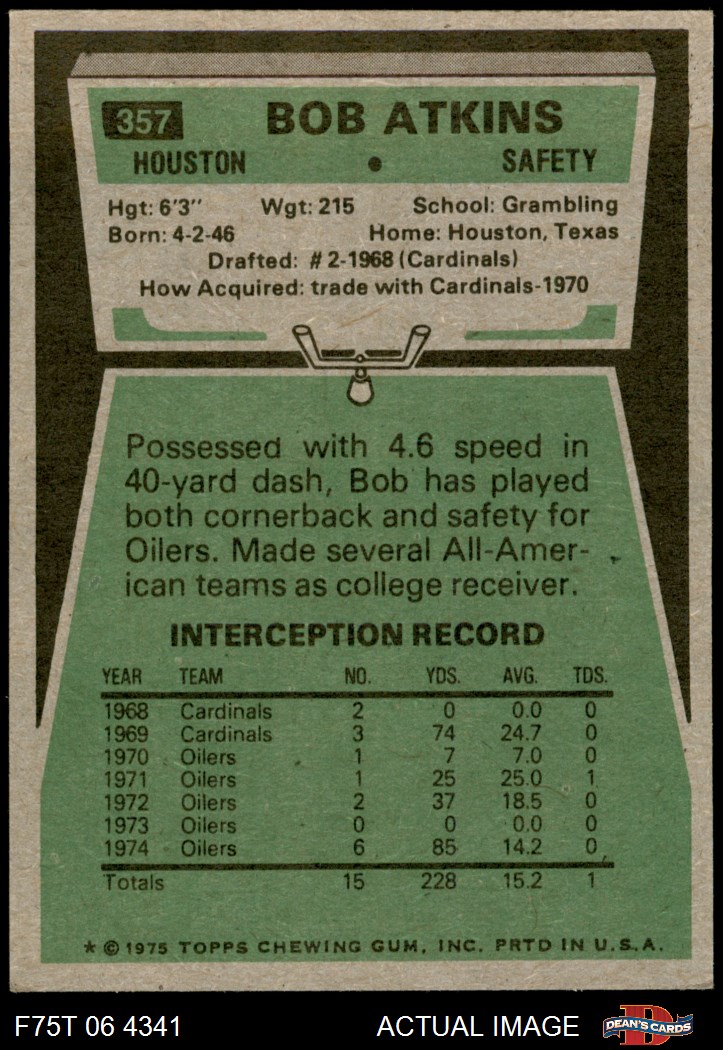 357 BOB ATKINS
HOUSTON • SAFETY
Hgt: 6'3" Wgt: 215 School: Grambling
Born: 4-2-46 Home: Houston, Texas
Drafted: #2-1968 (Cardinals)
How Acquired: trade with Cardinals-1970
Possessed with 4.6 speed in
40-yard dash, Bob has played
both cornerback and safety for
Oilers. Made several All-Amer-
ican teams as college receiver.
INTERCEPTION RECORD
YEAR TEAM NO. YDS. AVG. TDS.
1968 Cardinals 2 0 0.0 0
1969 Cardinals 3 74 24.7 0
1970 Oilers 1 7 7.0 0
1971 Oilers 1 25 25.0 1
1972 Oilers 2 37 18.5 0
1973 Oilers 0 0 0.0 0
1974 Oilers 6 85 14.2 0
Totals 15 228 15.2 1
* © 1975 TOPPS CHEWING GUM, INC. PRTD IN U.S.A.
F75T 06 4341 ACTUAL IMAGE D DEAN'S CARDS